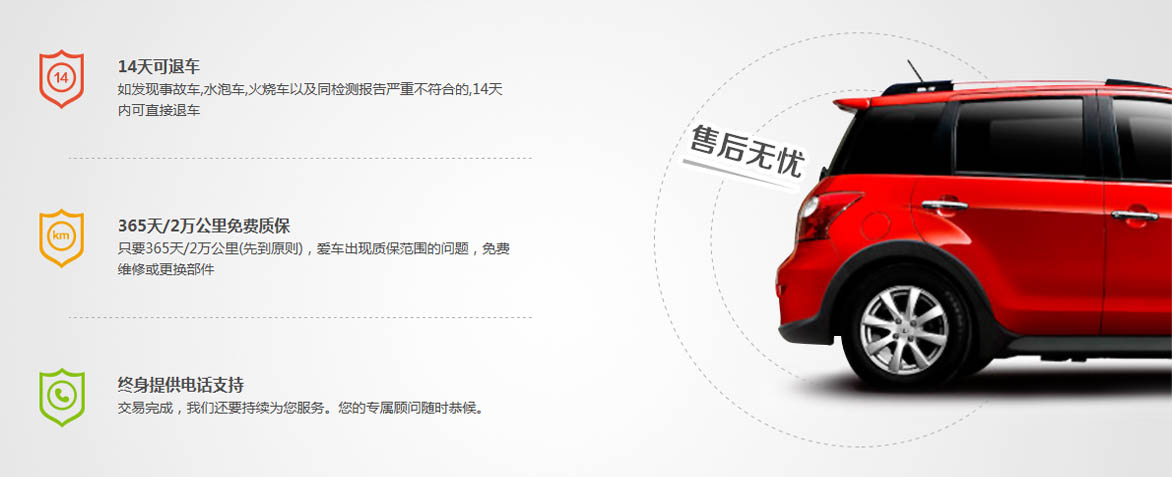 14
14天可退车
如发现事故车,水泡车,火烧车以及同检测报告严重不符合的,14天
内可直接退车
售后无忧
km
365天/2万公里免费质保
只要365天/2万公里(先到原则)，爱车出现质保范围的问题，免费
维修或更换部件
终身提供电话支持
交易完成，我们还要持续为您服务。您的专属顾问随时恭候。